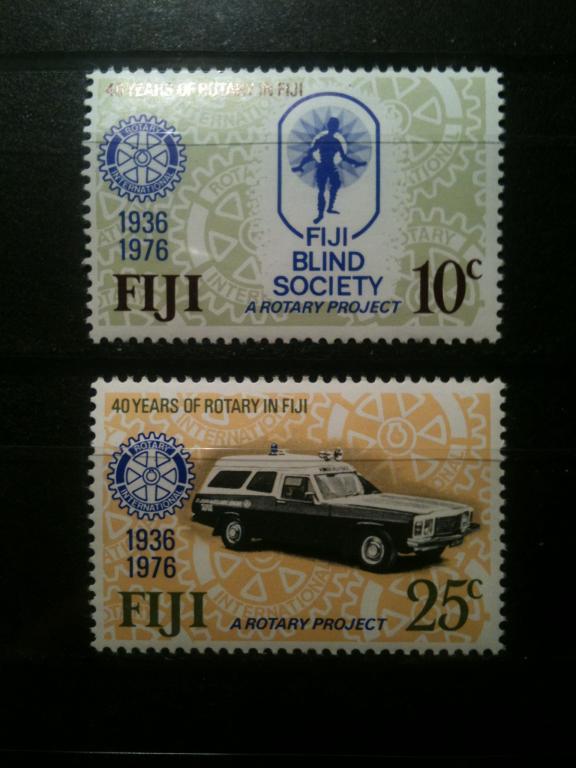 40 YEARS OF ROTARY IN FIJI
ROTARY
INTERNATIONAL
1936
1976
FIJI
FIJI
BLIND
SOCIETY
A ROTARY PROJECT
10c
40 YEARS OF ROTARY IN FIJI
ROTARY
INTERNATIONAL
1936
1976
FIJI
A ROTARY PROJECT
25c